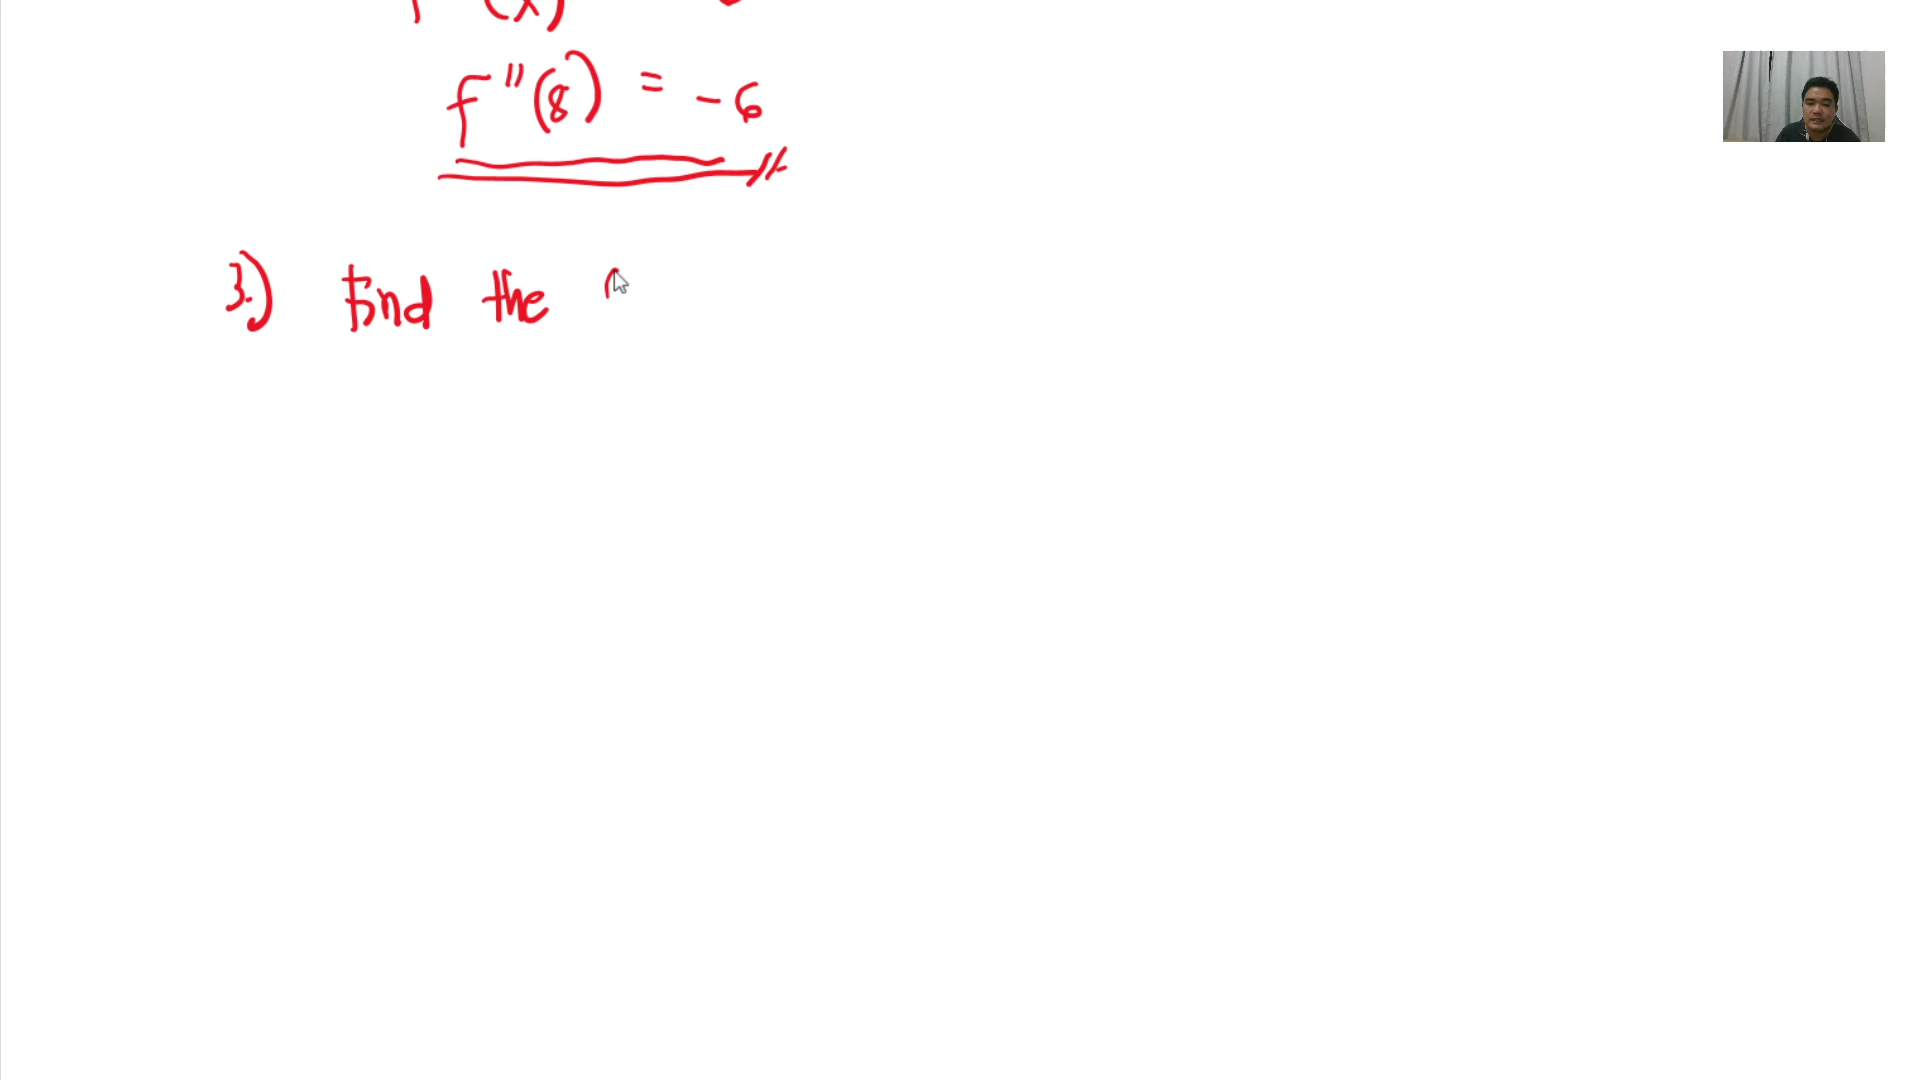 (x)
f''(8) = -6
3.) Find the